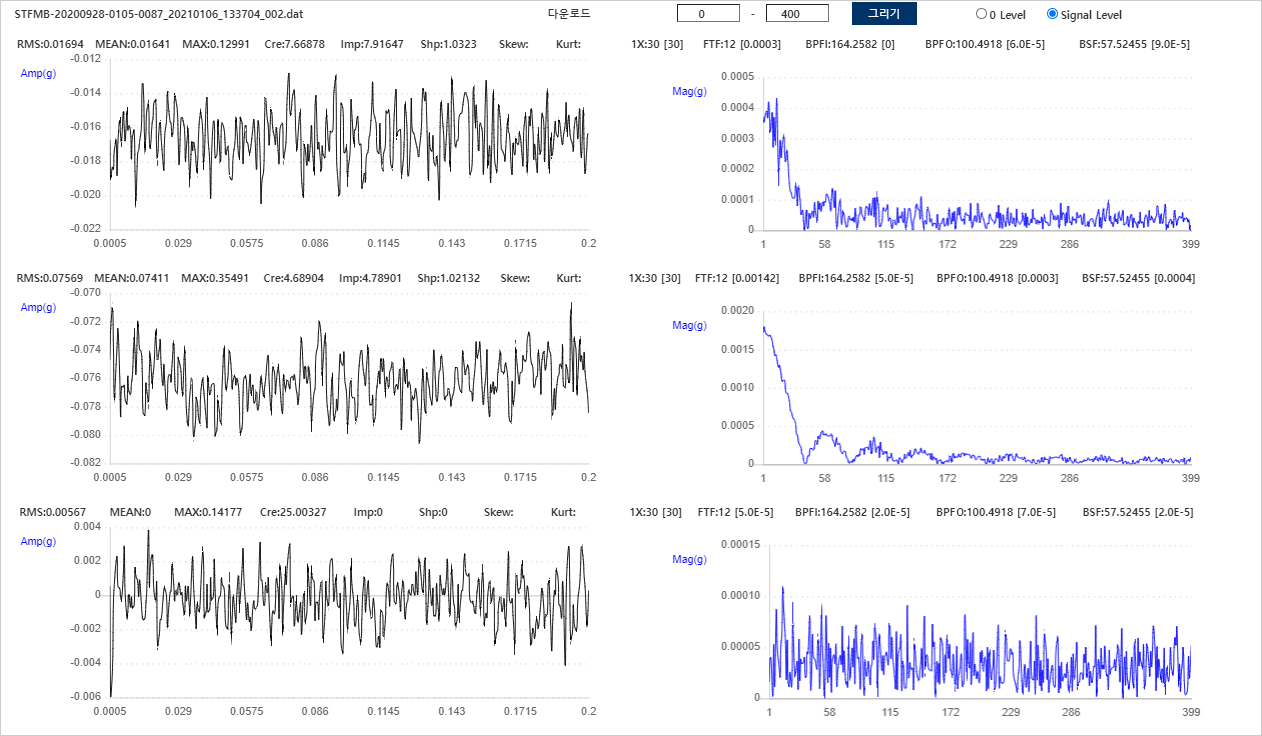 STFMB-20200928-0105-0087_20210106_133704_002.dat 다운로드 0 - 400 그리기 0 Level Signal Level
RMS:0.01694 MEAN:0.01641 MAX:0.12991 Cre:7.66878 Imp:7.91647 Shp:1.0323 Skew: Kurt:
Amp(g)
-0.012
-0.014
-0.016
-0.018
-0.020
-0.022
0.0005 0.029 0.0575 0.086 0.1145 0.143 0.1715 0.2
1X:30 [30] FTF:12 [0.0003] BPFI:164.2582 [0] BPFO:100.4918 [6.0E-5] BSF:57.52455 [9.0E-5]
Mag(g)
0.0005
0.0004
0.0003
0.0002
0.0001
0
1 58 115 172 229 286 399
RMS:0.07569 MEAN:0.07411 MAX:0.35491 Cre:4.68904 Imp:4.78901 Shp:1.02132 Skew: Kurt:
Amp(g)
-0.070
-0.072
-0.074
-0.076
-0.078
-0.080
-0.082
0.0005 0.029 0.0575 0.086 0.1145 0.143 0.1715 0.2
1X:30 [30] FTF:12 [0.00142] BPFI:164.2582 [5.0E-5] BPFO:100.4918 [0.0003] BSF:57.52455 [0.0004]
Mag(g)
0.0020
0.0015
0.0010
0.0005
0
1 58 115 172 229 286 399
RMS:0.00567 MEAN:0 MAX:0.14177 Cre:25.00327 Imp:0 Shp:0 Skew: Kurt:
Amp(g)
0.004
0.002
0
-0.002
-0.004
-0.006
0.0005 0.029 0.0575 0.086 0.1145 0.143 0.1715 0.2
1X:30 [30] FTF:12 [5.0E-5] BPFI:164.2582 [2.0E-5] BPFO:100.4918 [7.0E-5] BSF:57.52455 [2.0E-5]
Mag(g)
0.00015
0.00010
0.00005
0
1 58 115 172 229 286 399